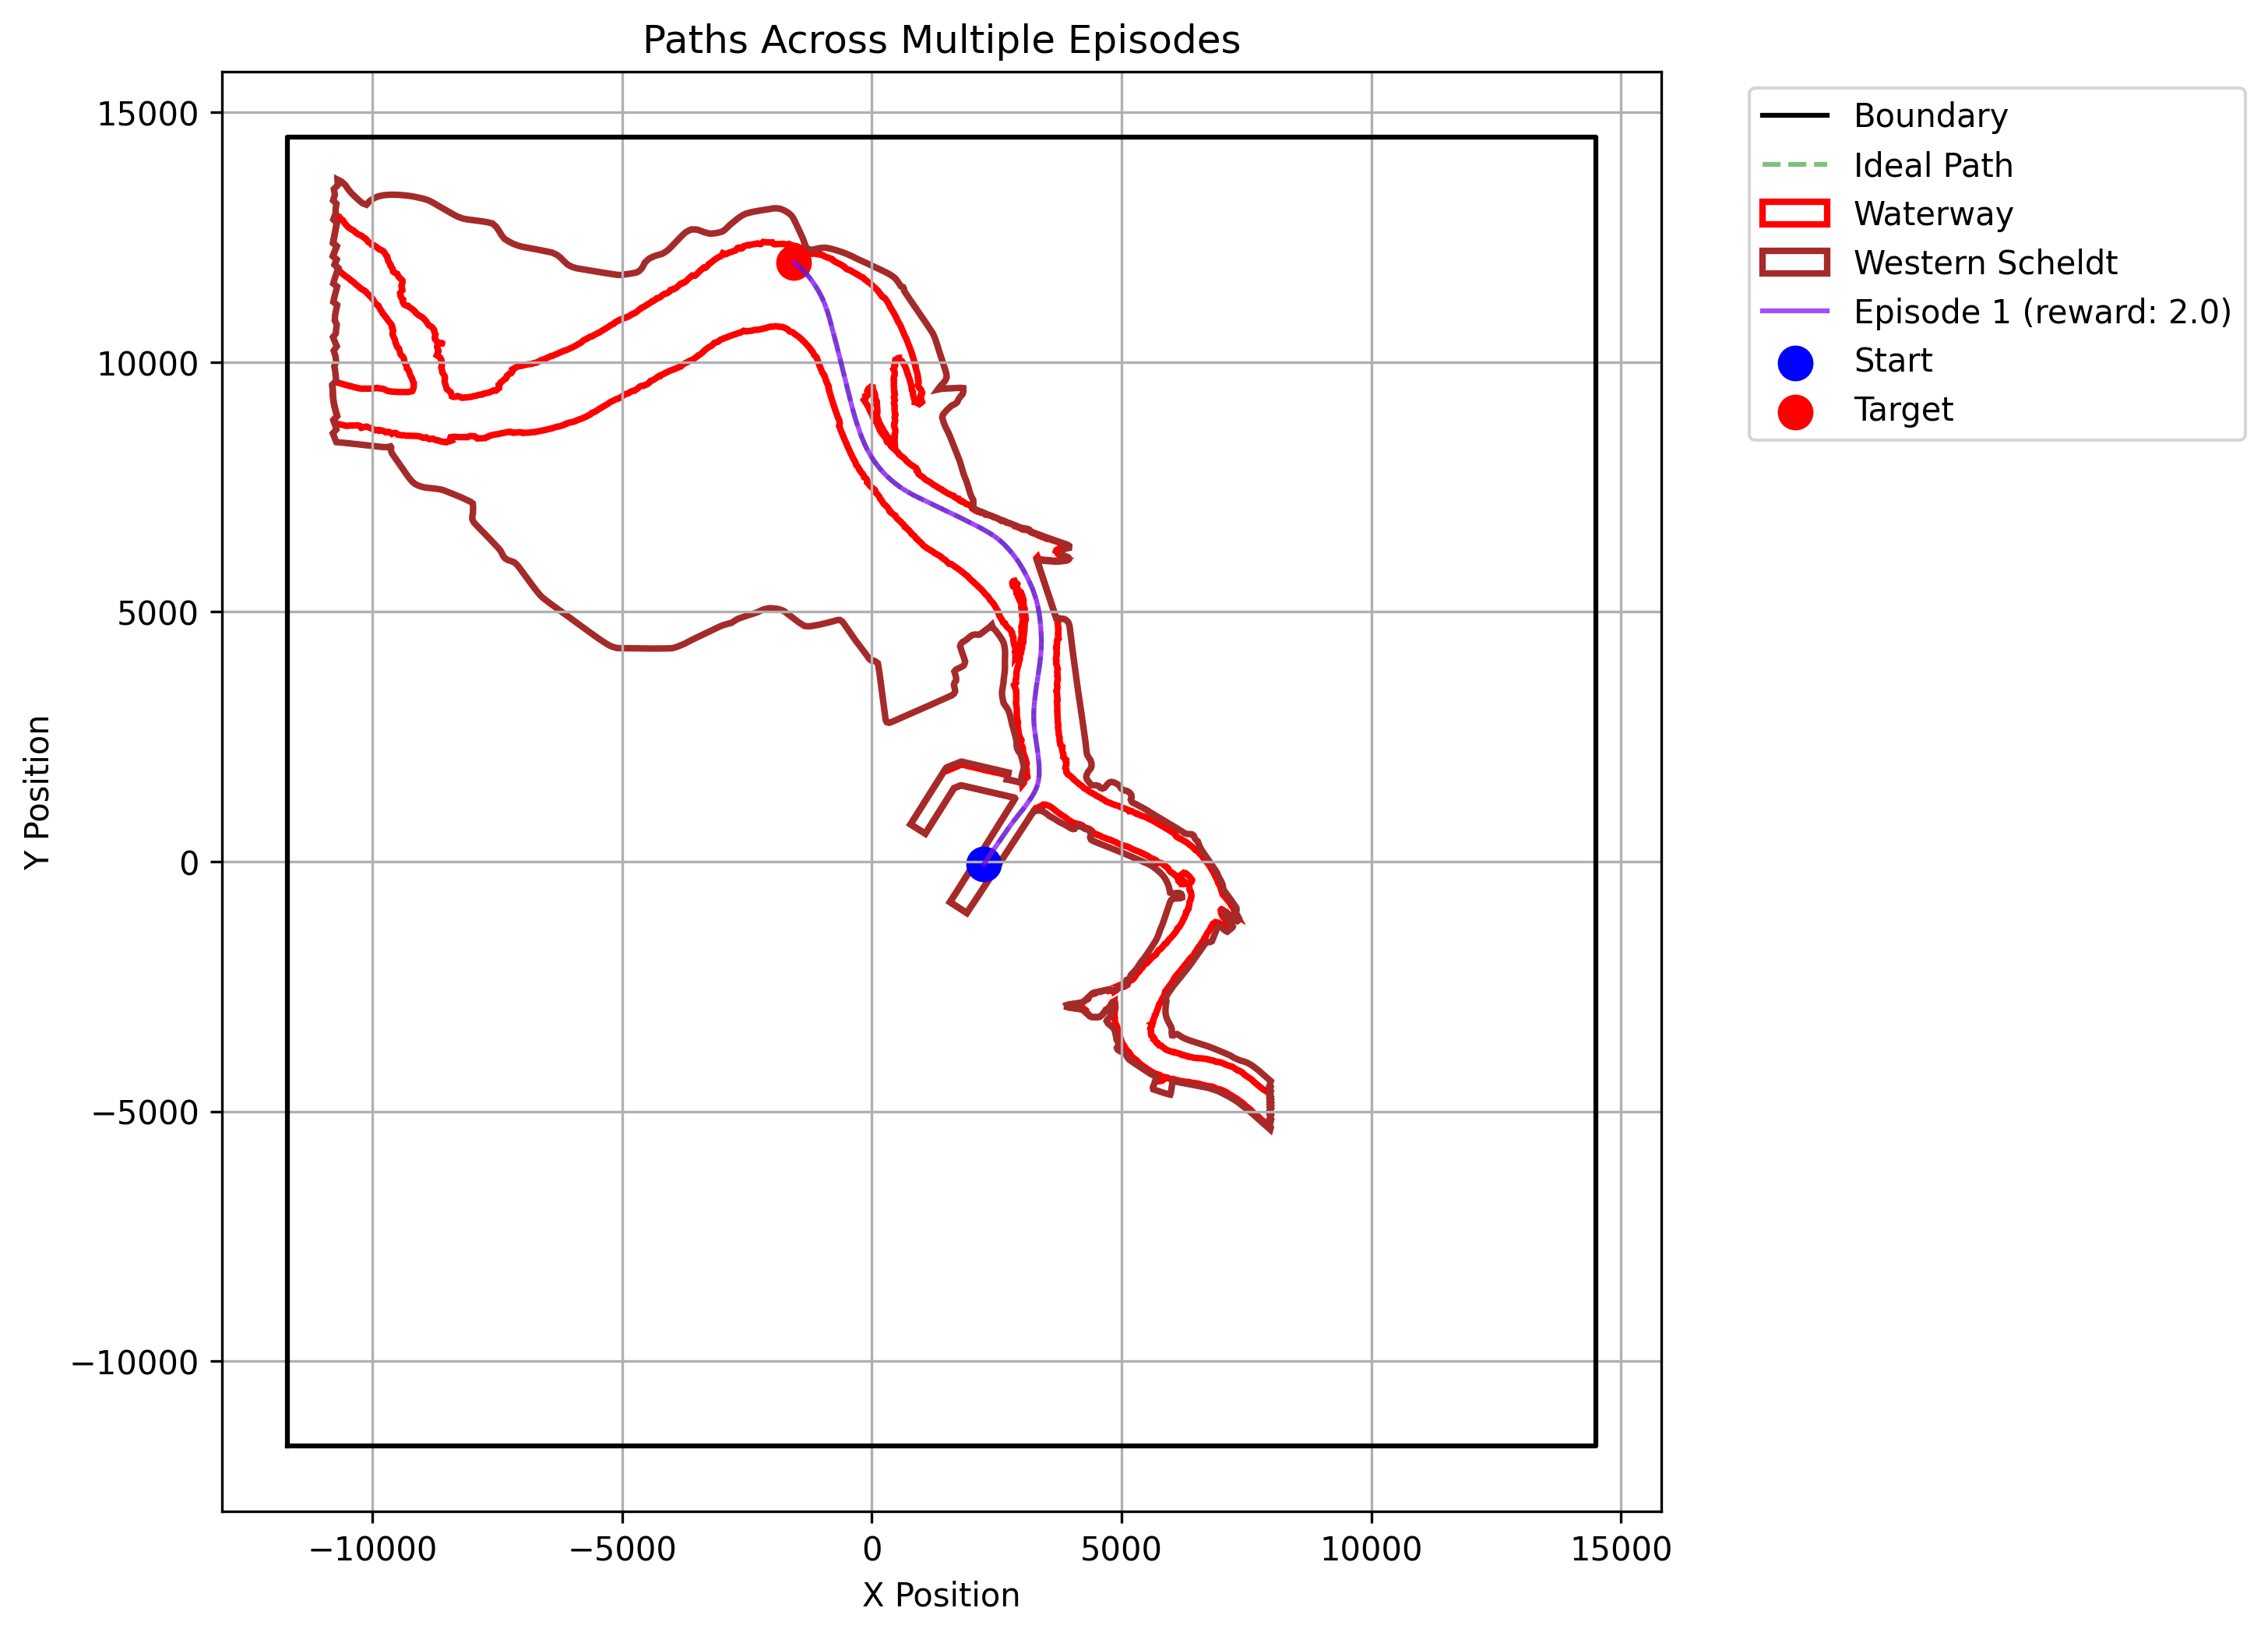 Paths Across Multiple Episodes
Boundary
Ideal Path
Waterway
Western Scheldt
Episode 1 (reward: 2.0)
Start
Target
15000
10000
5000
0
−5000
−10000
Y Position
−10000 −5000 0 5000 10000 15000
X Position